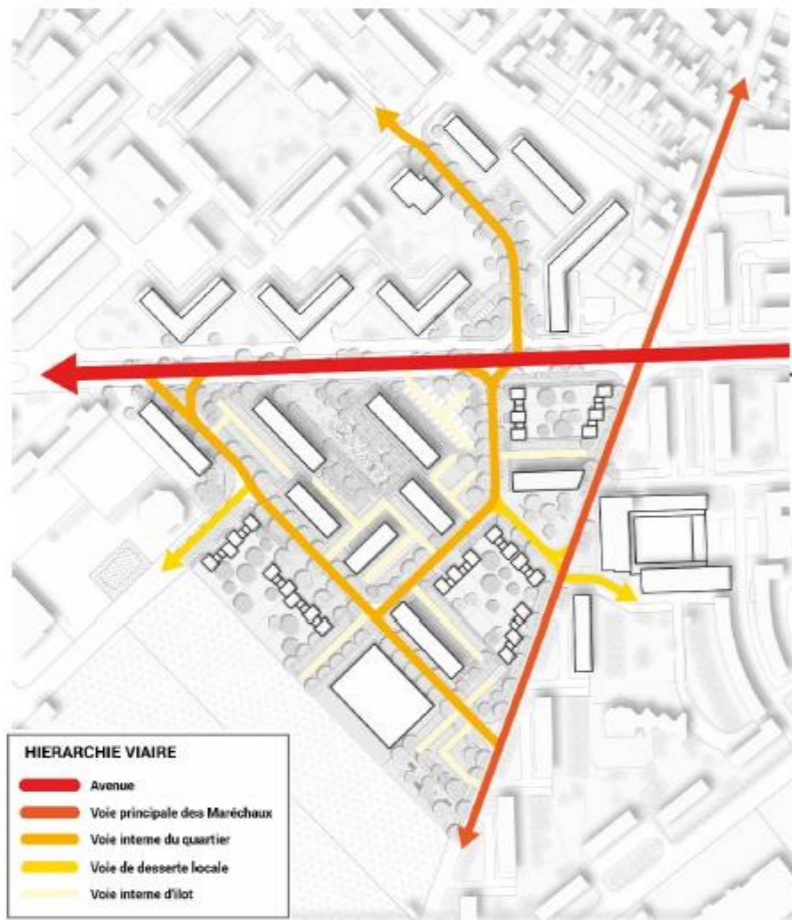 HIERARCHIE VIAIRE
Avenue
Voie principale des Maréchaux
Voie interne du quartier
Voie de desserte locale
Voie interne d'ilot